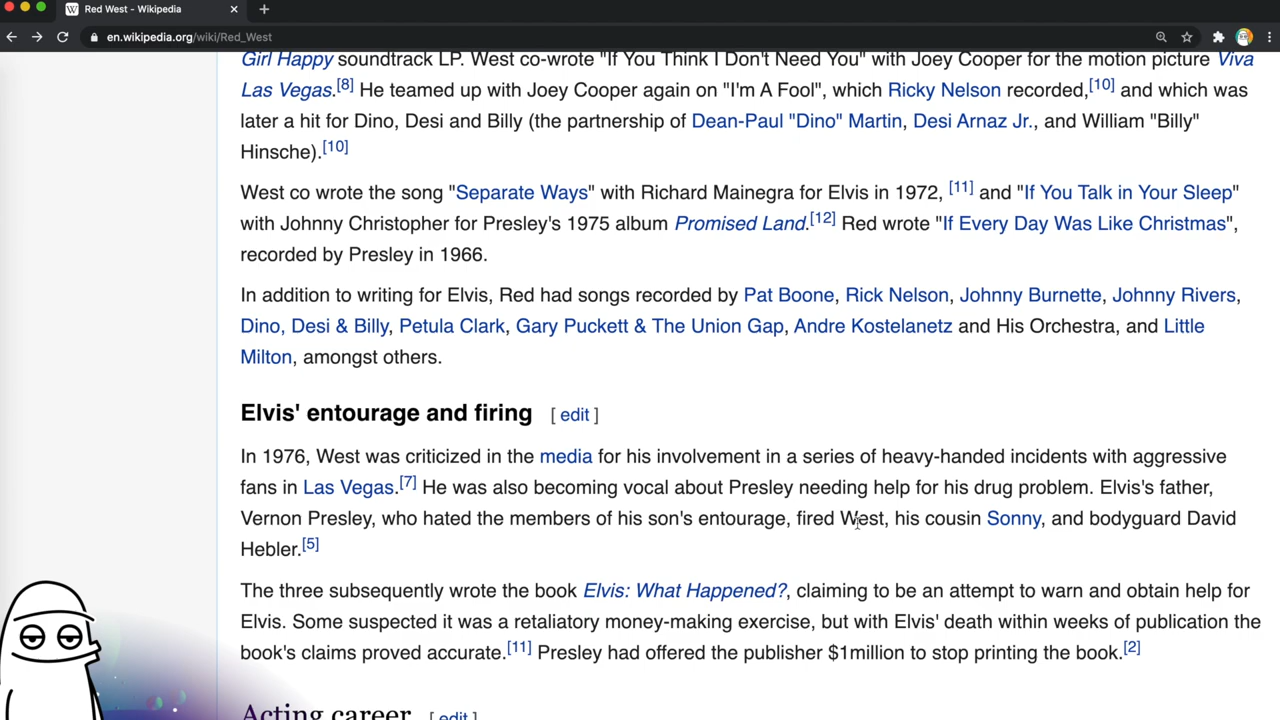 Red West - Wikipedia
en.wikipedia.org/wiki/Red_West
Girl Happy soundtrack LP. West co-wrote "If You Think I Don't Need You" with Joey Cooper for the motion picture Viva
Las Vegas.[8] He teamed up with Joey Cooper again on "I'm A Fool", which Ricky Nelson recorded,[10] and which was
later a hit for Dino, Desi and Billy (the partnership of Dean-Paul "Dino" Martin, Desi Arnaz Jr., and William "Billy"
Hinsche).[10]
West co wrote the song "Separate Ways" with Richard Mainegra for Elvis in 1972, [11] and "If You Talk in Your Sleep"
with Johnny Christopher for Presley's 1975 album Promised Land.[12] Red wrote "If Every Day Was Like Christmas",
recorded by Presley in 1966.
In addition to writing for Elvis, Red had songs recorded by Pat Boone, Rick Nelson, Johnny Burnette, Johnny Rivers,
Dino, Desi & Billy, Petula Clark, Gary Puckett & The Union Gap, Andre Kostelanetz and His Orchestra, and Little
Milton, amongst others.
Elvis' entourage and firing [ edit ]
In 1976, West was criticized in the media for his involvement in a series of heavy-handed incidents with aggressive
fans in Las Vegas.[7] He was also becoming vocal about Presley needing help for his drug problem. Elvis's father,
Vernon Presley, who hated the members of his son's entourage, fired West, his cousin Sonny, and bodyguard David
Hebler.[5]
The three subsequently wrote the book Elvis: What Happened?, claiming to be an attempt to warn and obtain help for
Elvis. Some suspected it was a retaliatory money-making exercise, but with Elvis' death within weeks of publication the
book's claims proved accurate.[11] Presley had offered the publisher $1million to stop printing the book.[2]
Acting career [ edit ]